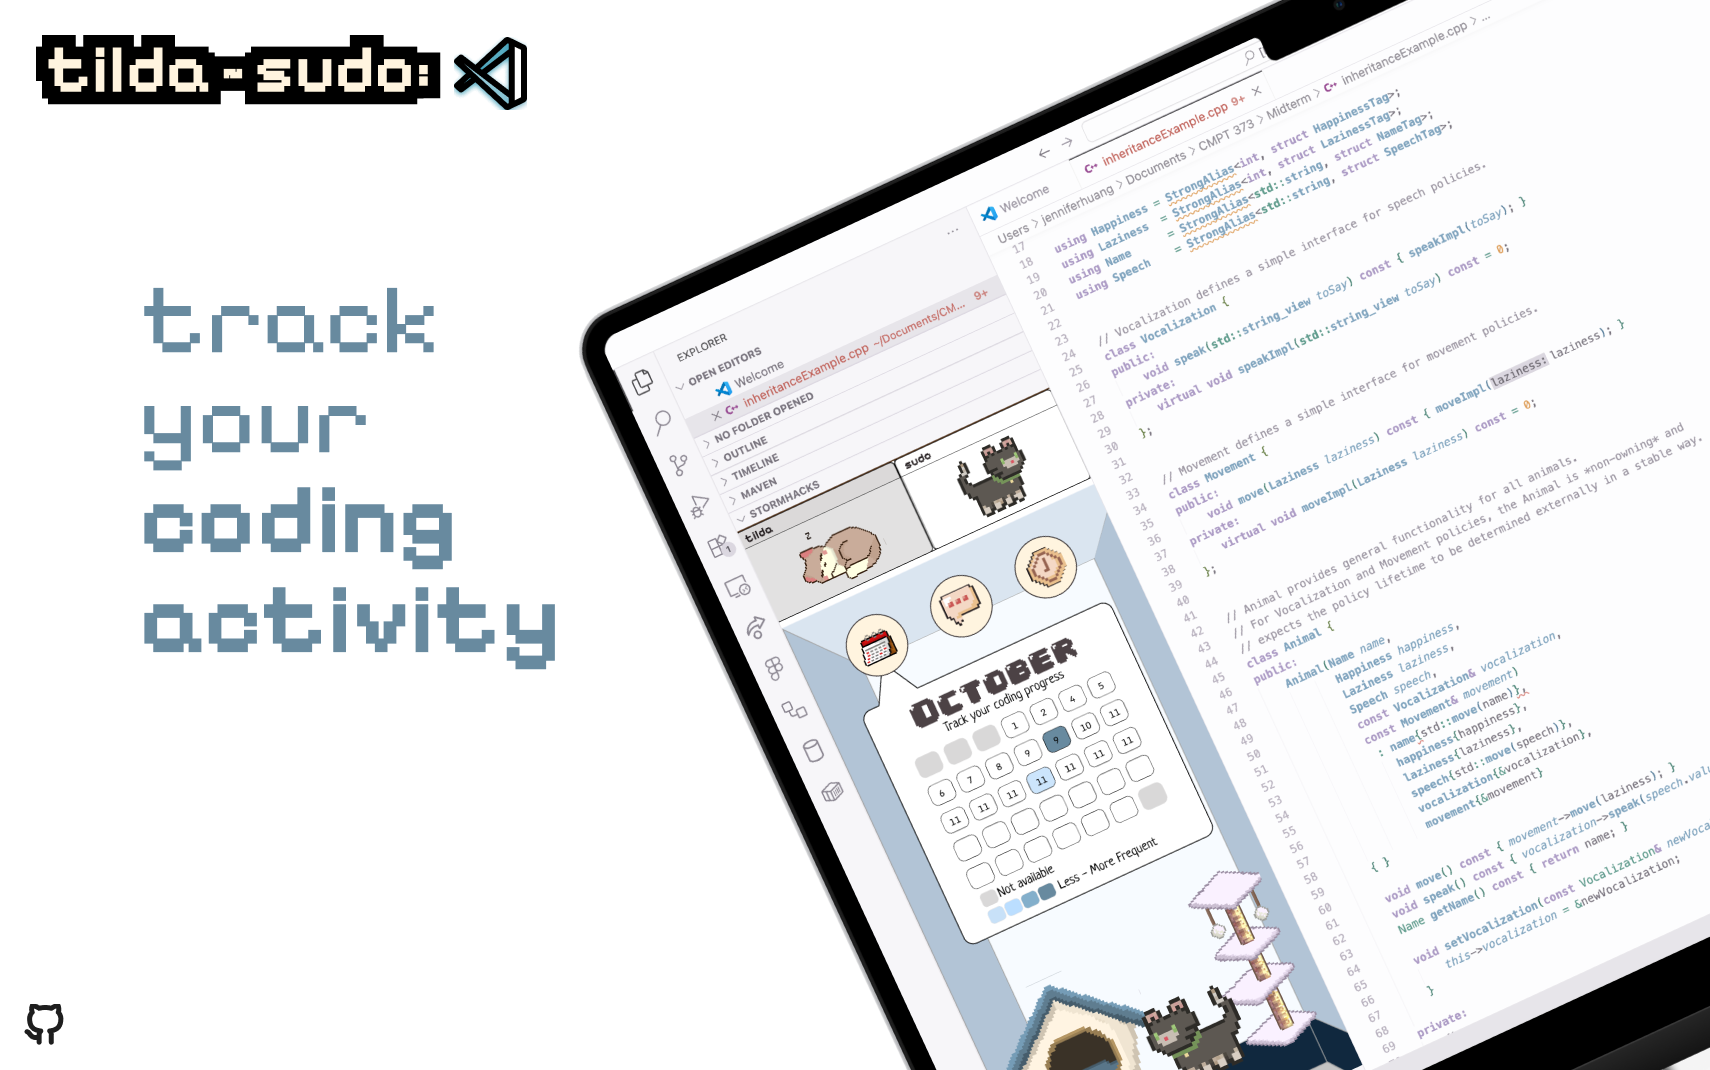 tilda ~ sudo:
track
your
coding
activity
EXPLORER
OPEN EDITORS
Welcome
inheritanceExample.cpp ~/Documents/CM... 9+
NO FOLDER OPENED
OUTLINE
TIMELINE
MAVEN
STORMHACKS
tilda
z
sudo
1
OCTOBER
Track your coding progress
1 2 4 5
6 7 8 9 9 10 11
11 11 11 11 11 11 11
Not available
Less - More Frequent
Welcome
inheritanceExample.cpp 9+
Users > jenniferhuang > Documents > CMPT 373 > Midterm > inheritanceExample.cpp > ...
17 using Happiness = StrongAlias<int, struct HappinessTag>;
18 using Laziness = StrongAlias<int, struct LazinessTag>;
19 using Name = StrongAlias<std::string, struct NameTag>;
20 using Speech = StrongAlias<std::string, struct SpeechTag>;
21
22
23 // Vocalization defines a simple interface for speech policies.
24 class Vocalization {
25 public:
26 void speak(std::string_view toSay) const { speakImpl(toSay); }
27 private:
28 virtual void speakImpl(std::string_view toSay) const = 0;
29 };
30
31
32 // Movement defines a simple interface for movement policies.
33 class Movement {
34 public:
35 void move(Laziness laziness) const { moveImpl(laziness: laziness); }
36 private:
37 virtual void moveImpl(Laziness laziness) const = 0;
38 };
39
40
41 // Animal provides general functionality for all animals.
42 // For Vocalization and Movement policies, the Animal is *non-owning* and
43 // expects the policy lifetime to be determined externally in a stable way.
44 class Animal {
45 public:
46 Animal(Name name,
47 Happiness happiness,
48 Laziness laziness,
49 Speech speech,
50 const Vocalization& vocalization,
51 const Movement& movement)
52 : name{std::move(name)},
53 happiness{happiness},
54 laziness{laziness},
55 speech{std::move(speech)},
56 vocalization{&vocalization},
57 movement{&movement}
58 { }
59
60 void move() const { movement->move(laziness); }
61 void speak() const { vocalization->speak(speech.valu
62 Name getName() const { return name; }
63
64 void setVocalization(const Vocalization& newVoca
65 this->vocalization = &newVocalization;
66 }
67
68 private:
69